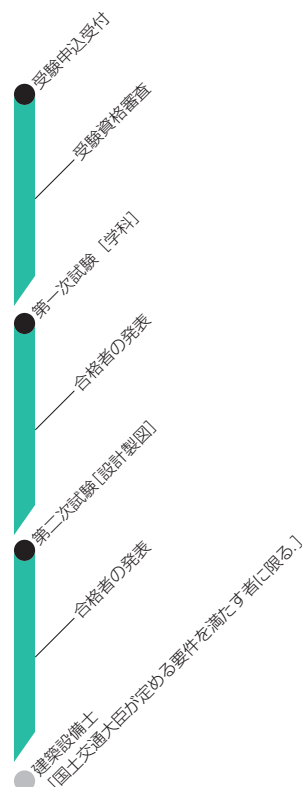 受験申込受付
受験資格審査
第一次試験［学科］
合格者の発表
第二次試験［設計製図］
合格者の発表
建築設備士
［国土交通大臣が定める要件を満たす者に限る.］